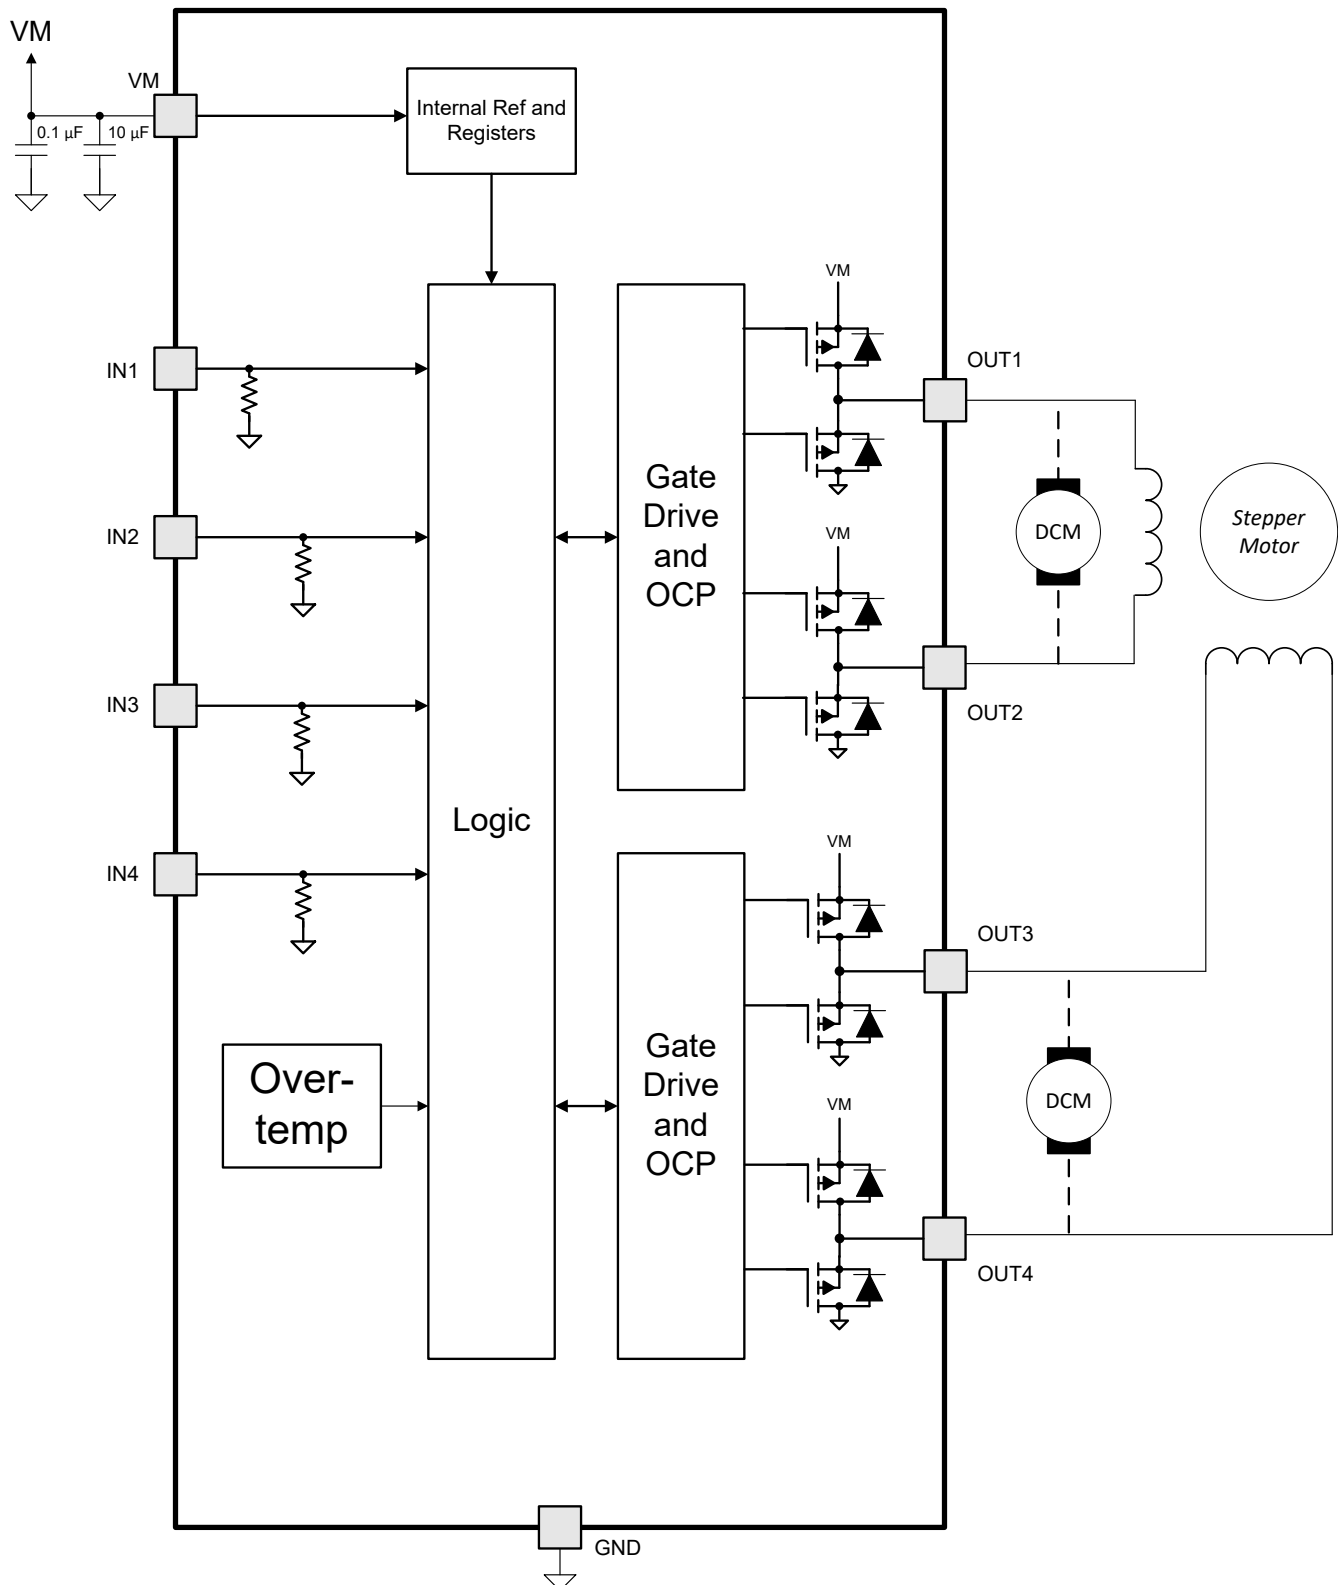 VM
VM
0.1 µF
10 µF
Internal Ref and
Registers
IN1
IN2
IN3
IN4
Logic
Over-
temp
Gate
Drive
and
OCP
VM
VM
OUT1
OUT2
DCM
Stepper
Motor
Gate
Drive
and
OCP
VM
VM
OUT3
OUT4
DCM
GND